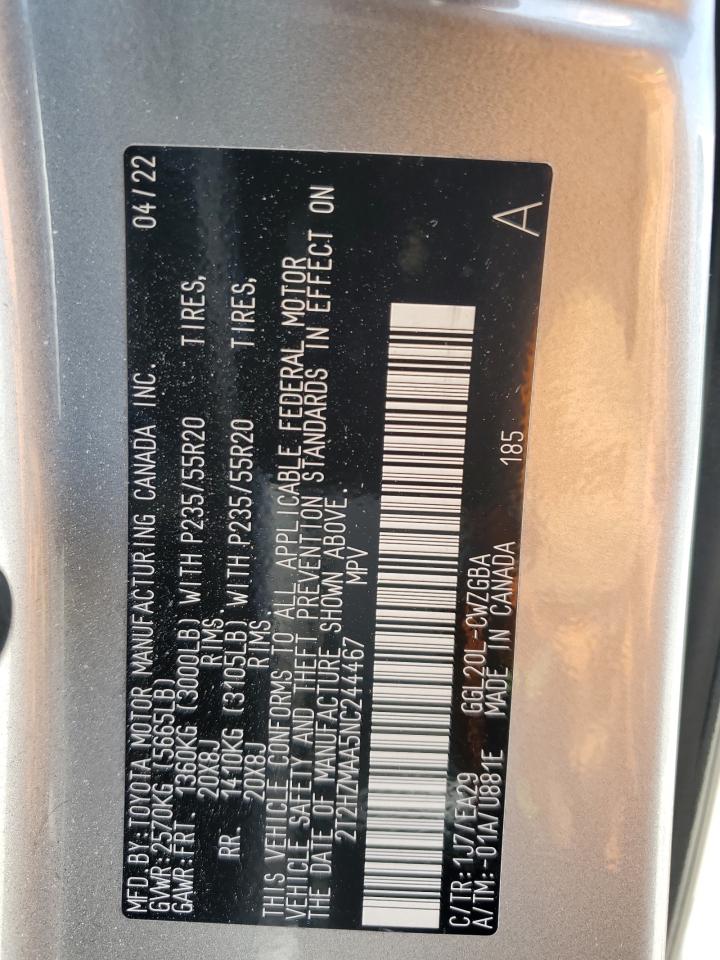 MFD BY: TOYOTA MOTOR MANUFACTURING CANADA INC. 04/22
GVWR: 2570KG (5665LB)
GAWR: FRT. 1360KG (3000LB) WITH P235/55R20 TIRES,
20X8J RIMS.
RR. 1410KG (3105LB) WITH P235/55R20 TIRES,
20X8J RIMS
THIS VEHICLE CONFORMS TO ALL APPLICABLE FEDERAL MOTOR
VEHICLE SAFETY AND THEFT PREVENTION STANDARDS IN EFFECT ON
THE DATE OF MANUFACTURE SHOWN ABOVE.
2T2HZMAA5NC244467 MPV
C/TR: 1J7/EA29 GGL20L-CWZGBA
A/TM: -01A/U881E MADE IN CANADA 185 A